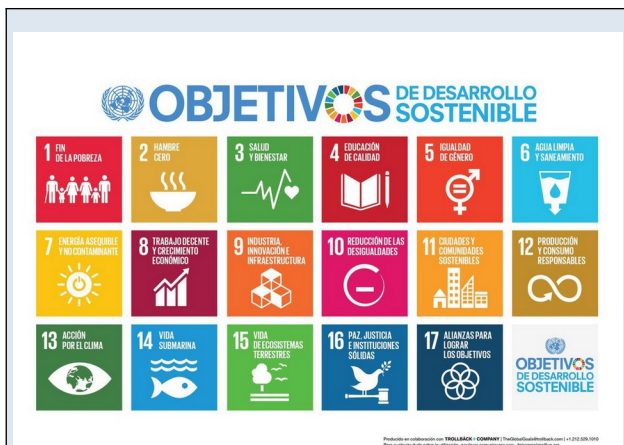 OBJETIVOS DE DESARROLLO SOSTENIBLE
1 FIN
DE LA POBREZA
2 HAMBRE
CERO
3 SALUD
Y BIENESTAR
4 EDUCACIÓN
DE CALIDAD
5 IGUALDAD
DE GÉNERO
6 AGUA LIMPIA
Y SANEAMIENTO
7 ENERGÍA ASEQUIBLE
Y NO CONTAMINANTE
8 TRABAJO DECENTE
Y CRECIMIENTO
ECONÓMICO
9 INDUSTRIA,
INNOVACIÓN E
INFRAESTRUCTURA
10 REDUCCIÓN DE LAS
DESIGUALDADES
11 CIUDADES Y
COMUNIDADES
SOSTENIBLES
12 PRODUCCIÓN
Y CONSUMO
RESPONSABLES
13 ACCIÓN
POR EL CLIMA
14 VIDA
SUBMARINA
15 VIDA
DE ECOSISTEMAS
TERRESTRES
16 PAZ, JUSTICIA
E INSTITUCIONES
SÓLIDAS
17 ALIANZAS PARA
LOGRAR
LOS OBJETIVOS
OBJETIVOS
DE DESARROLLO
SOSTENIBLE
Producido en colaboración con TROLLBÄCK + COMPANY | TheGlobalGoals@trollback.com | +1.212.529.1010